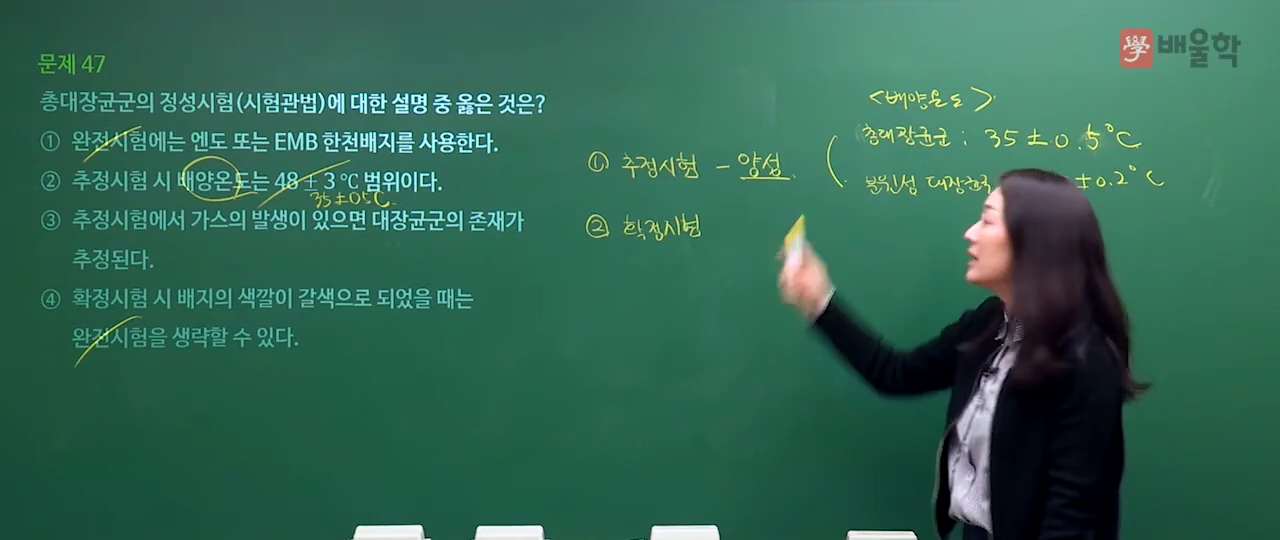 學 배울학
문제 47
총대장균군의 정성시험(시험관법)에 대한 설명 중 옳은 것은?
① 완전시험에는 엔도 또는 EMB 한천배지를 사용한다.
② 추정시험 시 배양온도는 48 ± 3 ℃ 범위이다.
35±05℃.
③ 추정시험에서 가스의 발생이 있으면 대장균군의 존재가
추정된다.
④ 확정시험 시 배지의 색깔이 갈색으로 되었을 때는
완전시험을 생략할 수 있다.
① 추정시험 - 양성
② 확정시험
<배양온도>
총대장균군 : 35 ± 0.5℃
분원성 대장균 ± 0.2℃